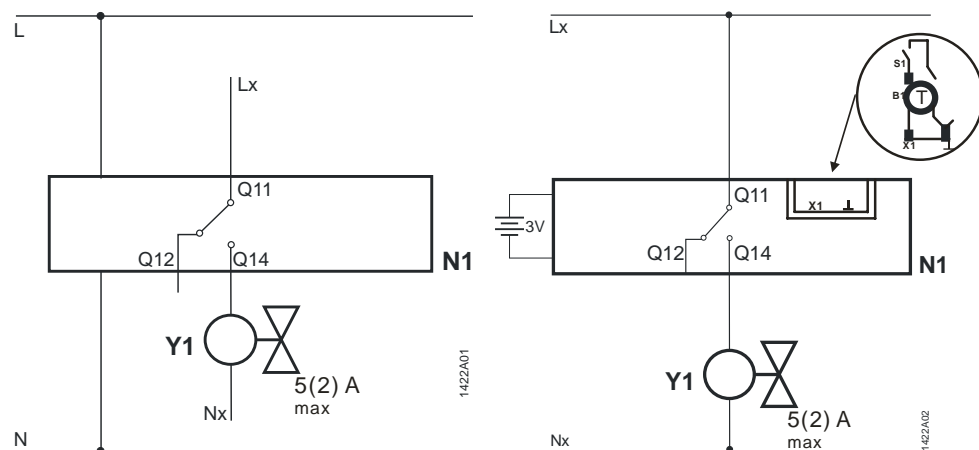 L
Lx
Q11
Q12
Q14
N1
Y1
5(2) A
max
Nx
N
1422A01
Lx
S1
B1
T
X1
3V
Q11
X1
Q12
Q14
N1
Y1
5(2) A
max
Nx
1422A02